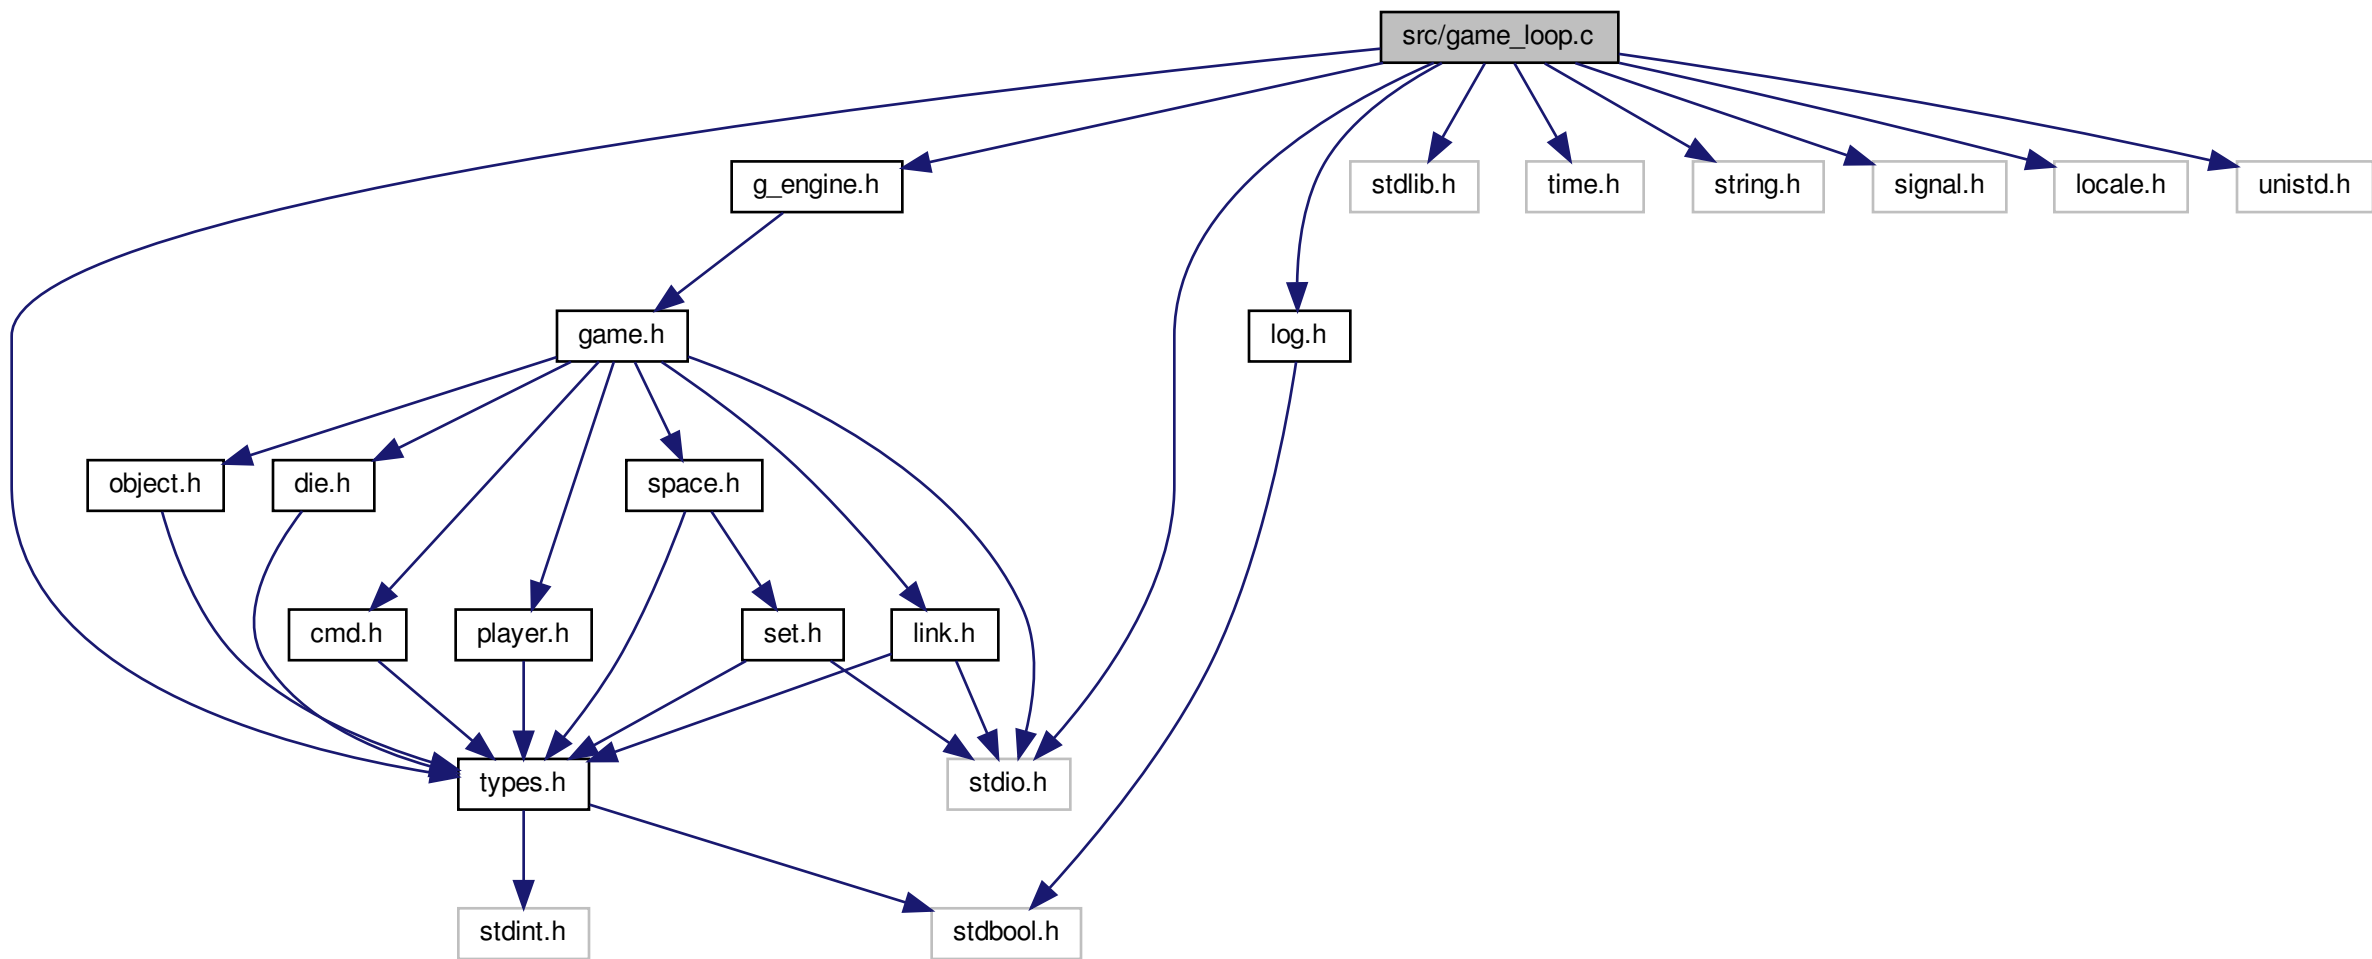 src/game_loop.c
g_engine.h
stdlib.h
time.h
string.h
signal.h
locale.h
unistd.h
game.h
log.h
object.h
die.h
space.h
cmd.h
player.h
set.h
link.h
types.h
stdio.h
stdint.h
stdbool.h